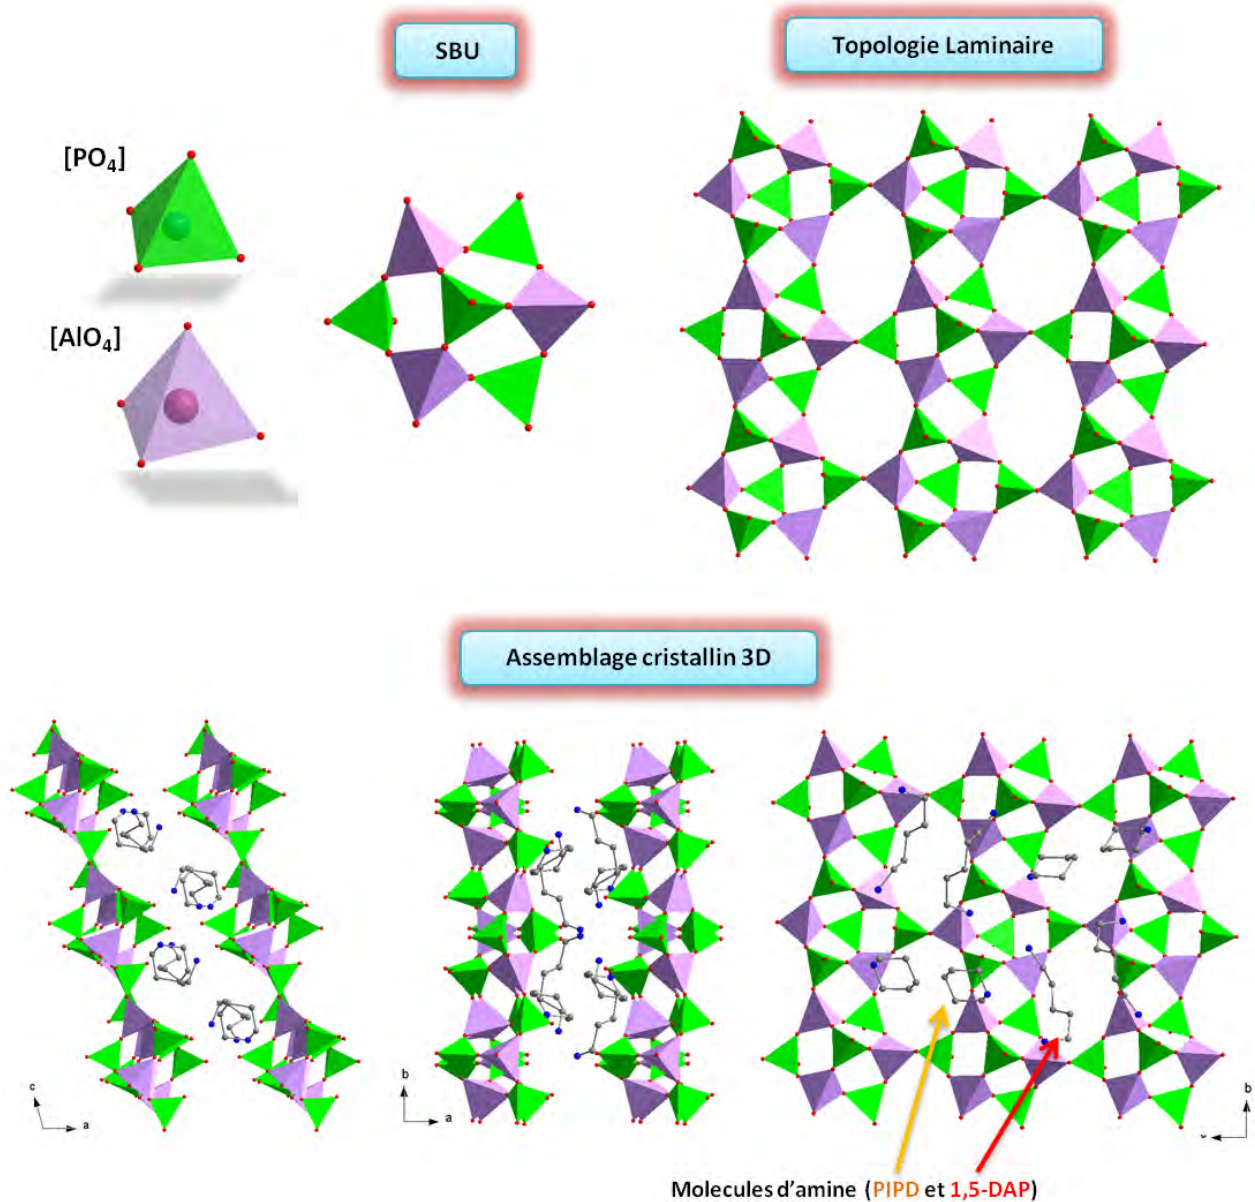 SBU
Topologie Laminaire
[PO₄]
[AlO₄]
Assemblage cristallin 3D
c
a
b
a
b
Molecules d'amine (PIPD et 1,5-DAP)